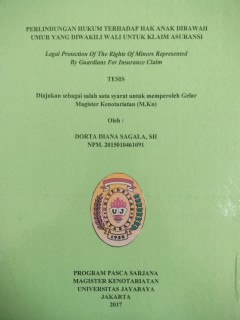 PERLINDUNGAN HUKUM TERHADAP HAK ANAK DIBAWAH
UMUR YANG DIWAKILI WALI UNTUK KLAIM ASURANSI
Legal Protection Of The Rights Of Minors Represented
By Guardians For Insurance Claim
TESIS
Diajukan sebagai salah satu syarat untuk memperoleh Gelar
Magister Kenotariatan (M.Kn)
Oleh :
DORTA DIANA SAGALA, SH
NPM. 2015010461091
UJ
1958
PROGRAM PASCA SARJANA
MAGISTER KENOTARIATAN
UNIVERSITAS JAYABAYA
JAKARTA
2017